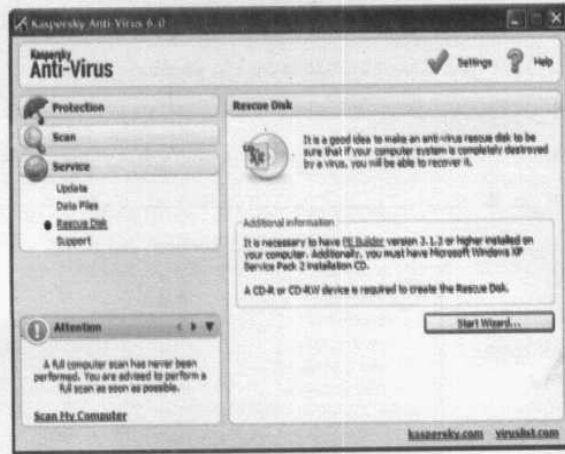 Kaspersky Anti-Virus 6.0
Kaspersky
Anti-Virus
Settings
Help
Protection
Scan
Service
Update
Data Files
Rescue Disk
Support
Attention
A full computer scan has never been
performed. You are advised to perform a
full scan as soon as possible.
Scan My Computer
Rescue Disk
It is a good idea to make an anti-virus rescue disk to be
sure that if your computer system is completely destroyed
by a virus, you will be able to recover it.
Additional information
It is necessary to have PE Builder version 3.1.3 or higher installed on
your computer. Additionally, you must have Microsoft Windows XP
Service Pack 2 installation CD.
A CD-R or CD-RW device is required to create the Rescue Disk.
Start Wizard...
kaspersky.com
viruslist.com